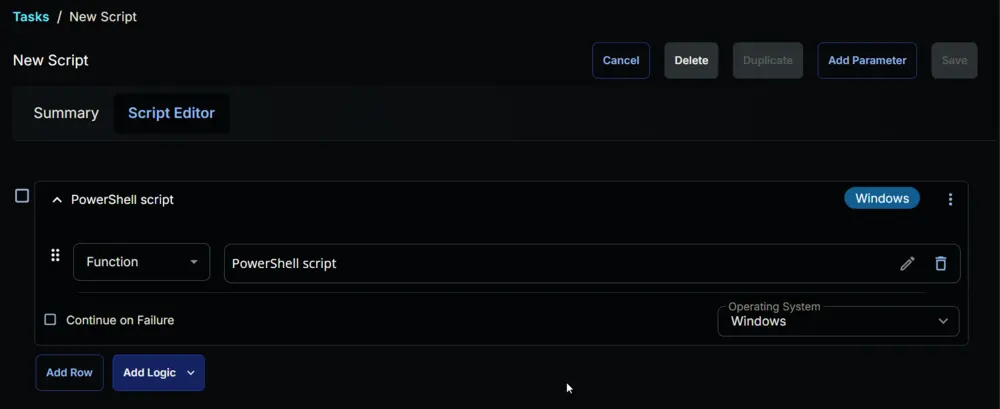 Tasks / New Script
New Script
Cancel
Delete
Duplicate
Add Parameter
Save
Summary
Script Editor
PowerShell script
Windows
Function
PowerShell script
Continue on Failure
Operating System
Windows
Add Row
Add Logic